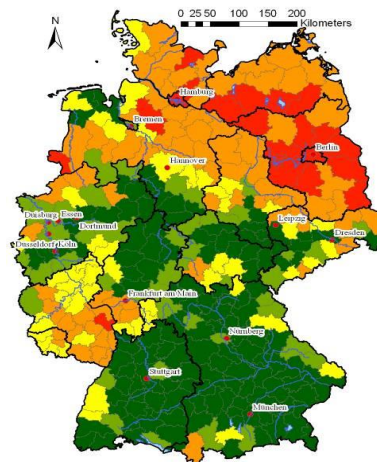 N
0 25 50 100 150 200
Kilometers
Hamburg
Bremen
Berlin
Hannover
Duisburg
Essen
Dortmund
Leipzig
Düsseldorf
Köln
Dresden
Frankfurt am Main
Nürnberg
Stuttgart
München